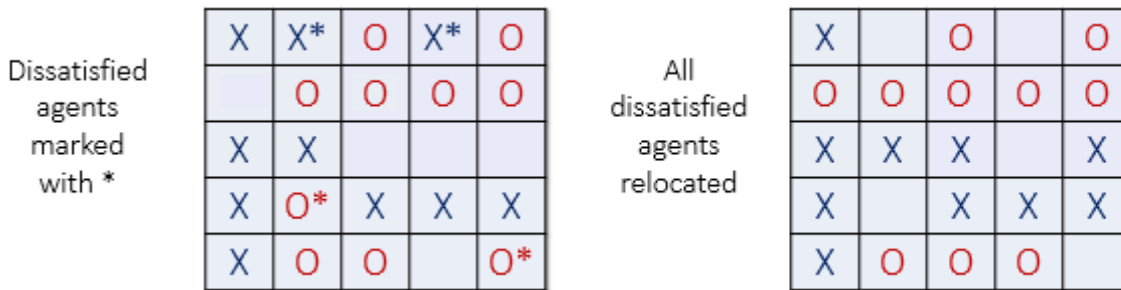 Dissatisfied
agents
marked
with *
X X* O X* O
O O O O
X X
X O* X X X
X O O O*
All
dissatisfied
agents
relocated
X O O
O O O O O
X X X X
X X X X
X O O O